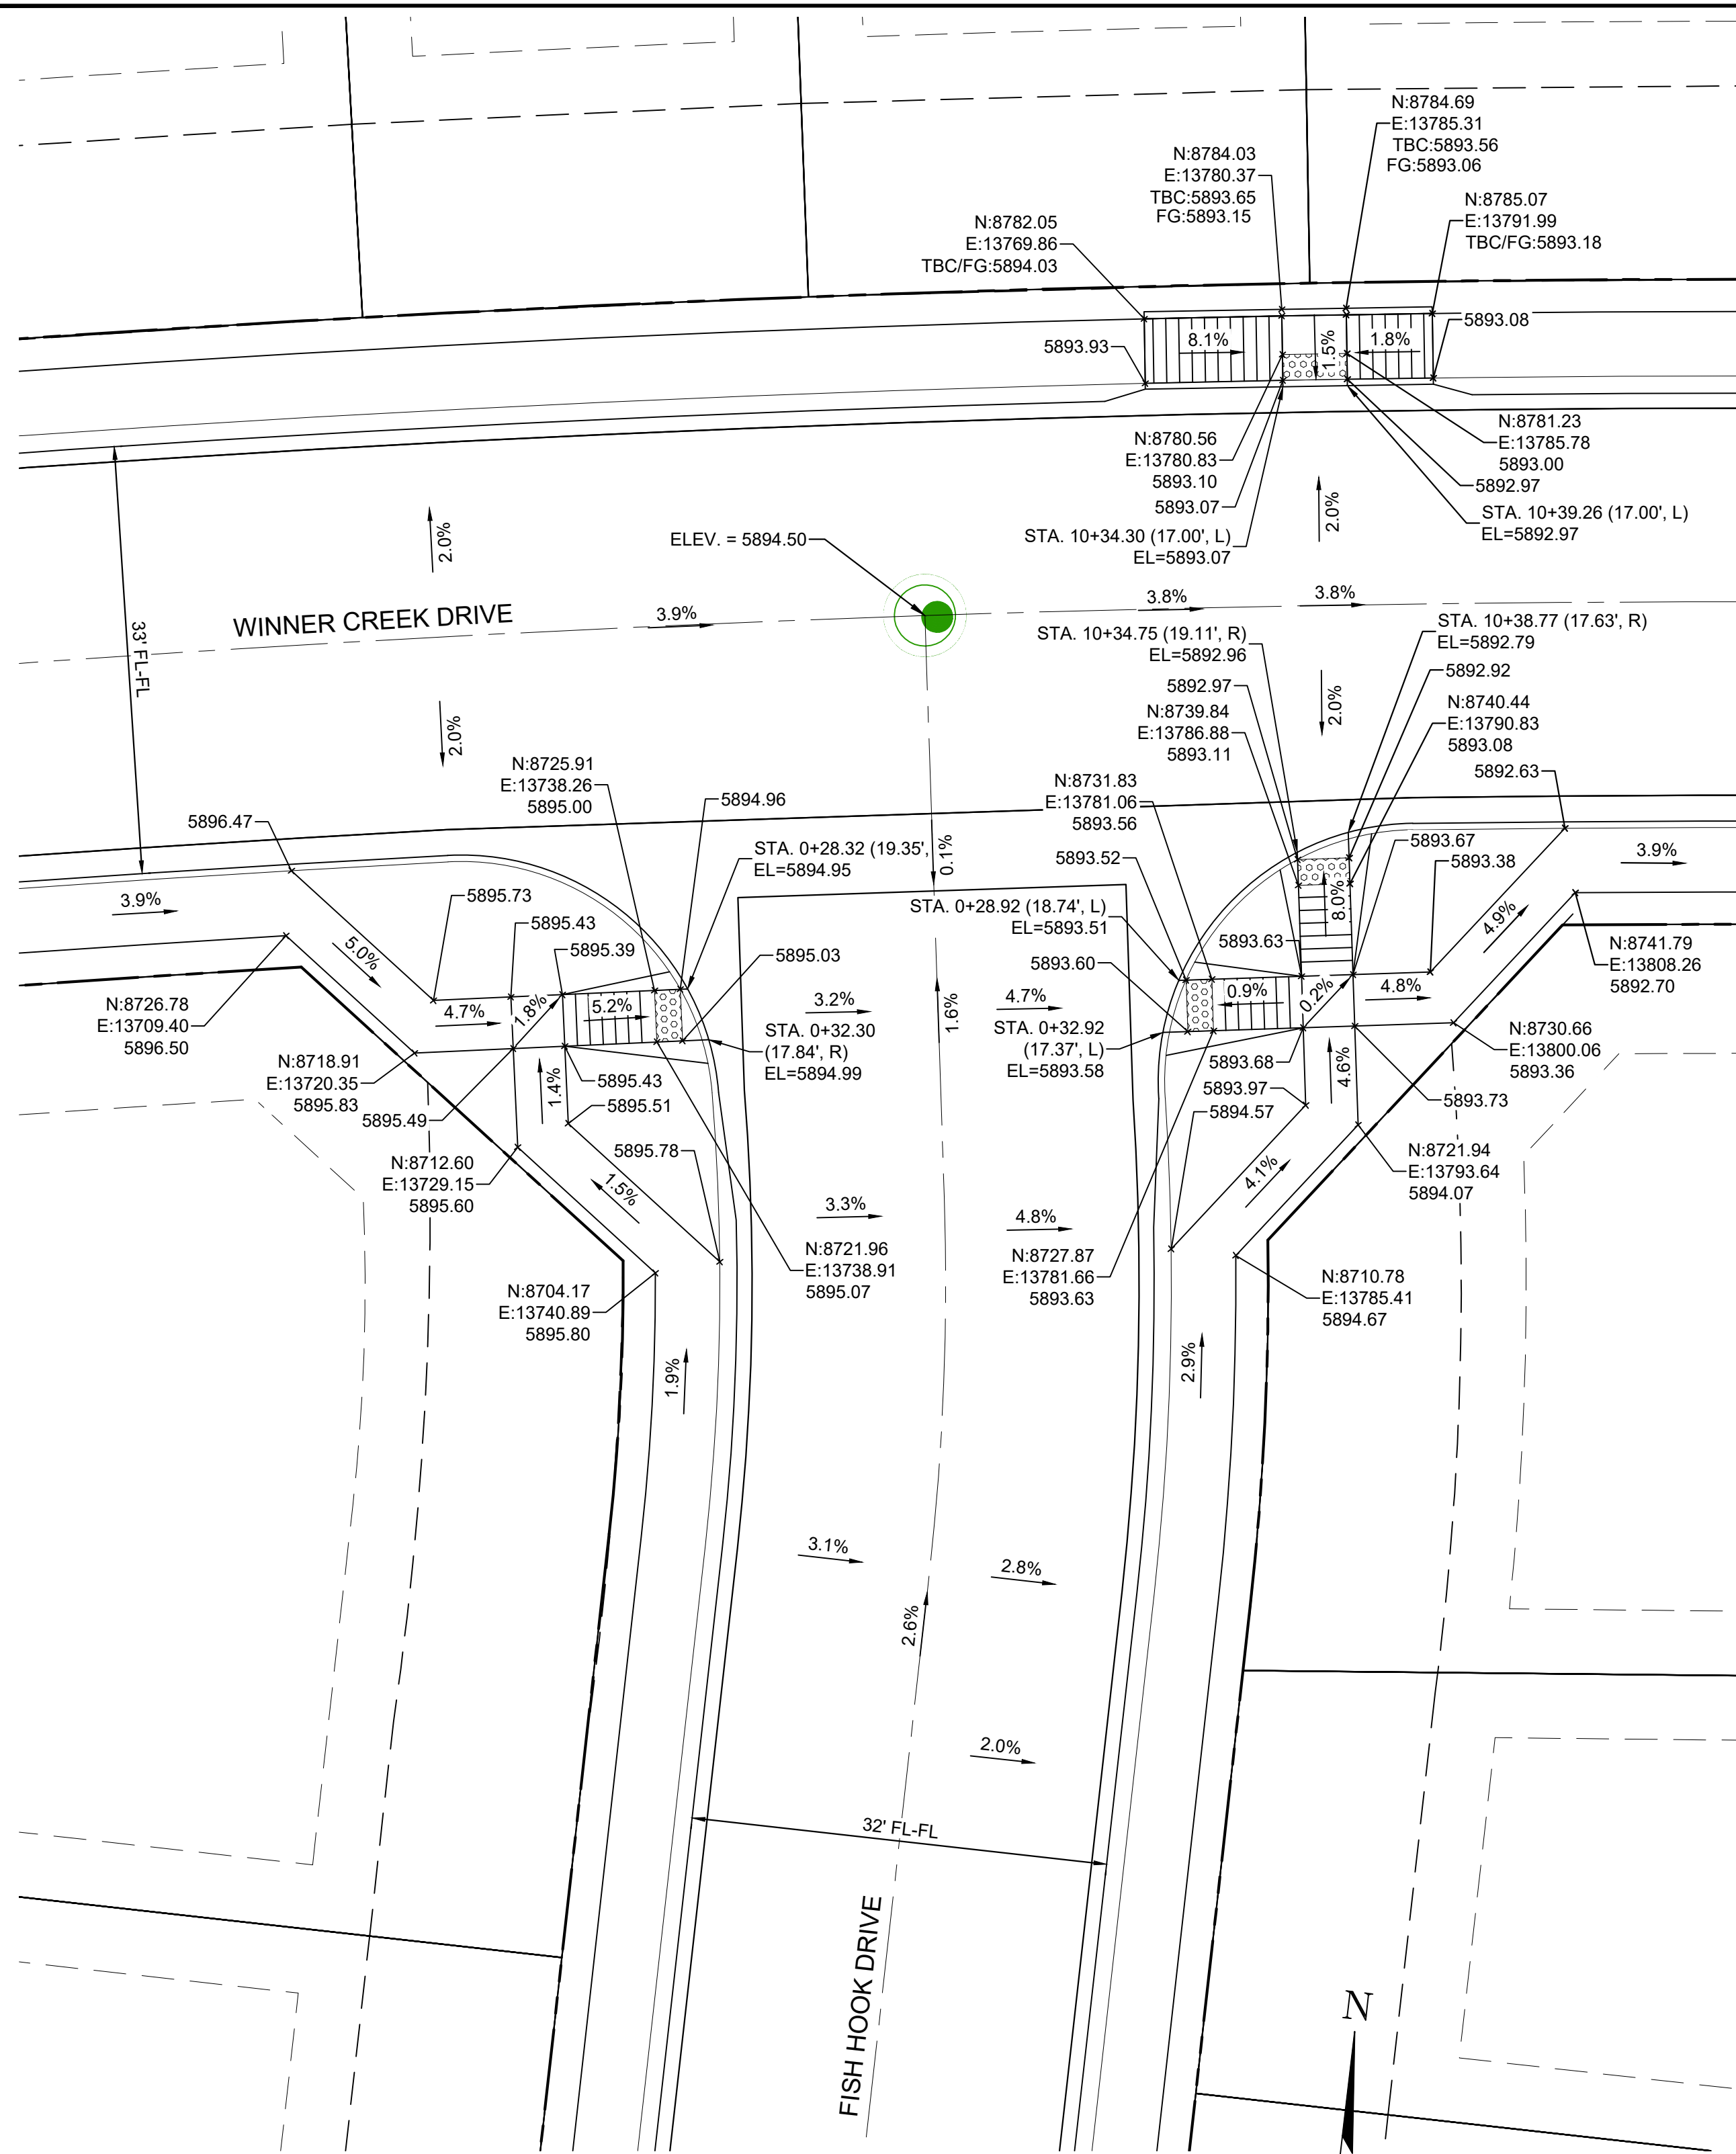 N:8784.69
E:13785.31
TBC:5893.56
FG:5893.06
N:8784.03
E:13780.37
TBC:5893.65
FG:5893.15
N:8785.07
E:13791.99
TBC/FG:5893.18
N:8782.05
E:13769.86
TBC/FG:5894.03
5893.08
5893.93
8.1%
1.5%
1.8%
N:8781.23
E:13785.78
5893.00
5892.97
N:8780.56
E:13780.83
5893.10
5893.07
STA. 10+39.26 (17.00', L)
EL=5892.97
STA. 10+34.30 (17.00', L)
EL=5893.07
2.0%
2.0%
ELEV. = 5894.50
WINNER CREEK DRIVE
3.9%
3.8%
3.8%
33' FL-FL
STA. 10+34.75 (19.11', R)
EL=5892.96
STA. 10+38.77 (17.63', R)
EL=5892.79
5892.97
5892.92
2.0%
2.0%
N:8739.84
E:13786.88
5893.11
N:8740.44
E:13790.83
5893.08
N:8725.91
E:13738.26
5895.00
N:8731.83
E:13781.06
5893.56
5892.63
5894.96
5896.47
STA. 0+28.32 (19.35',
EL=5894.95
0.1%
5893.52
5893.67
5893.38
3.9%
3.9%
5895.73
5895.43
5895.39
STA. 0+28.92 (18.74', L)
EL=5893.51
8.0%
4.9%
5893.63
5.0%
5895.03
5893.60
N:8741.79
E:13808.26
5892.70
N:8726.78
E:13709.40
5896.50
4.7%
1.8%
5.2%
3.2%
1.6%
4.7%
0.9%
0.2%
4.8%
STA. 0+32.30
(17.84', R)
EL=5894.99
STA. 0+32.92
(17.37', L)
EL=5893.58
N:8730.66
E:13800.06
5893.36
N:8718.91
E:13720.35
5895.83
1.4%
5895.43
5895.51
5893.68
4.6%
5893.97
5894.57
5893.73
5895.49
5895.78
N:8712.60
E:13729.15
5895.60
1.5%
4.1%
N:8721.94
E:13793.64
5894.07
3.3%
4.8%
N:8721.96
E:13738.91
5895.07
N:8727.87
E:13781.66
5893.63
N:8704.17
E:13740.89
5895.80
N:8710.78
E:13785.41
5894.67
1.9%
2.9%
3.1%
2.8%
2.6%
2.0%
32' FL-FL
FISH HOOK DRIVE
N